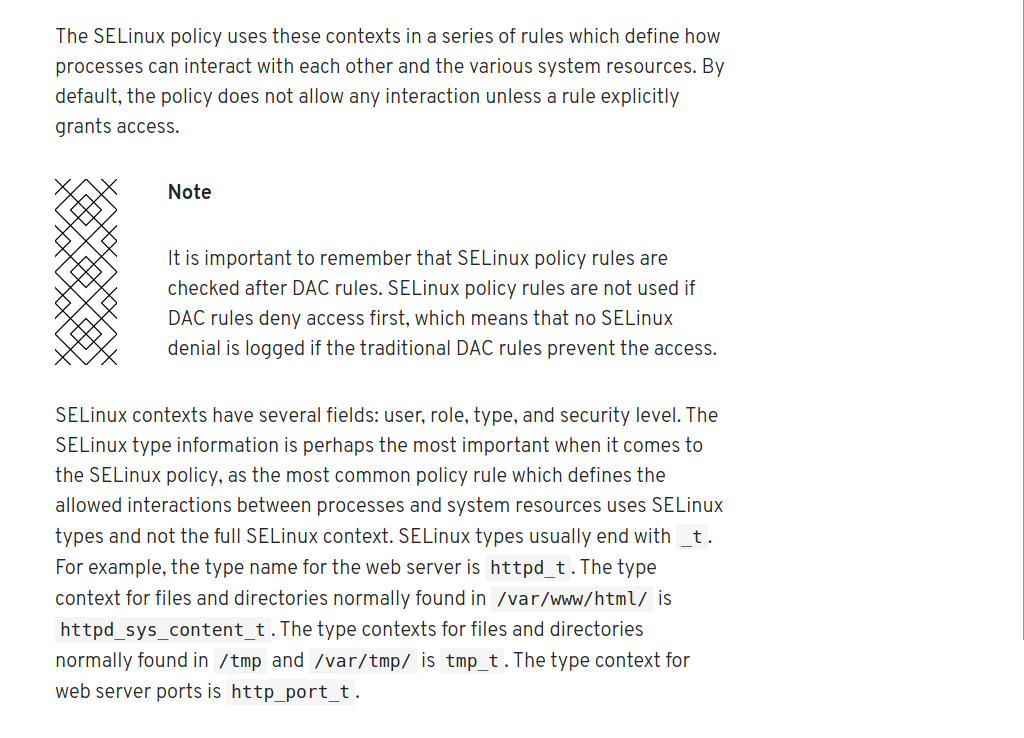 The SELinux policy uses these contexts in a series of rules which define how
processes can interact with each other and the various system resources. By
default, the policy does not allow any interaction unless a rule explicitly
grants access.
Note
It is important to remember that SELinux policy rules are
checked after DAC rules. SELinux policy rules are not used if
DAC rules deny access first, which means that no SELinux
denial is logged if the traditional DAC rules prevent the access.
SELinux contexts have several fields: user, role, type, and security level. The
SELinux type information is perhaps the most important when it comes to
the SELinux policy, as the most common policy rule which defines the
allowed interactions between processes and system resources uses SELinux
types and not the full SELinux context. SELinux types usually end with _t.
For example, the type name for the web server is httpd_t. The type
context for files and directories normally found in /var/www/html/ is
httpd_sys_content_t. The type contexts for files and directories
normally found in /tmp and /var/tmp/ is tmp_t. The type context for
web server ports is http_port_t.